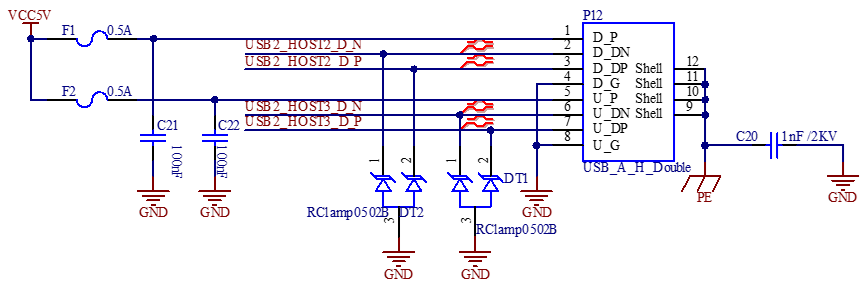 VCC5V
F1 0.5A
P12
1 D_P
USB2_HOST2_D_N
2 D_DN
USB2_HOST2_D_P
3 D_DP Shell 12
4 D_G Shell 11
F2 0.5A
5 U_P Shell 10
USB2_HOST3_D_N
6 U_DN Shell 9
USB2_HOST3_D_P
7 U_DP
8 U_G
C21
100nF
C22
100nF
C20
1nF/2KV
USB_A_H_Double
1 2
1 2
DT1
PE
GND
GND
GND
GND
RClamp0502B DT2
3
3
RClamp0502B
GND
GND